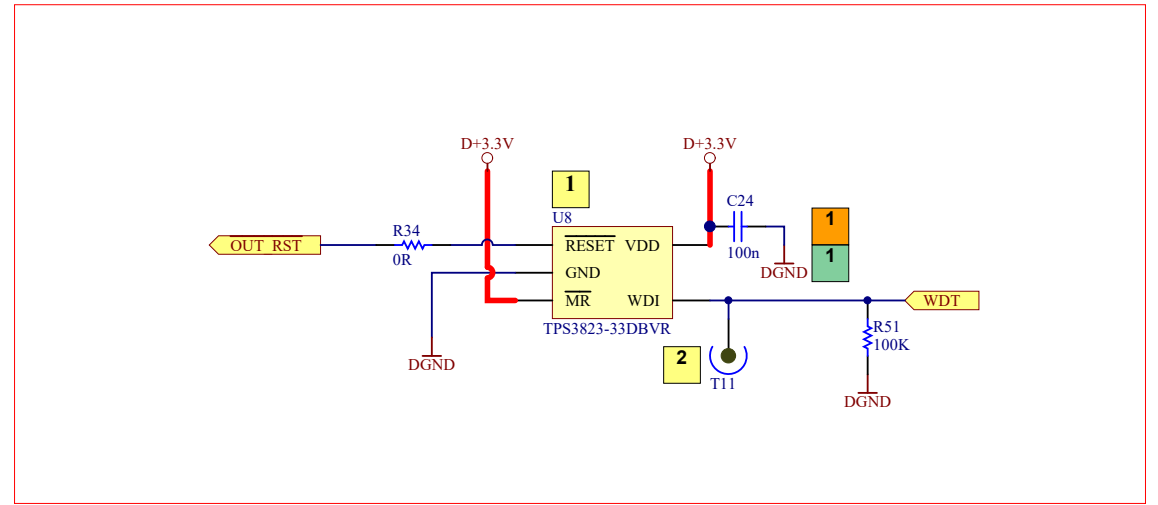 D+3.3V
D+3.3V
1
C24
U8
1
R34
OUT_RST
RESET
VDD
0R
100n
1
GND
DGND
MR
WDI
WDT
TPS3823-33DBVR
R51
100K
2
DGND
T11
DGND